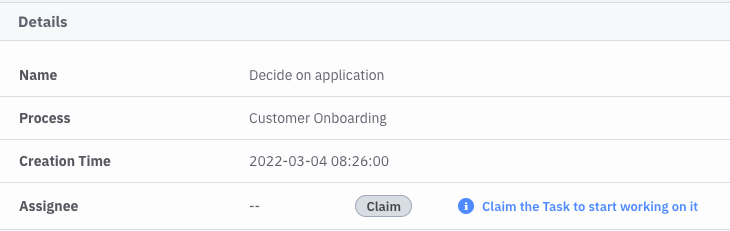 Details
Name Decide on application
Process Customer Onboarding
Creation Time 2022-03-04 08:26:00
Assignee -- Claim Claim the Task to start working on it